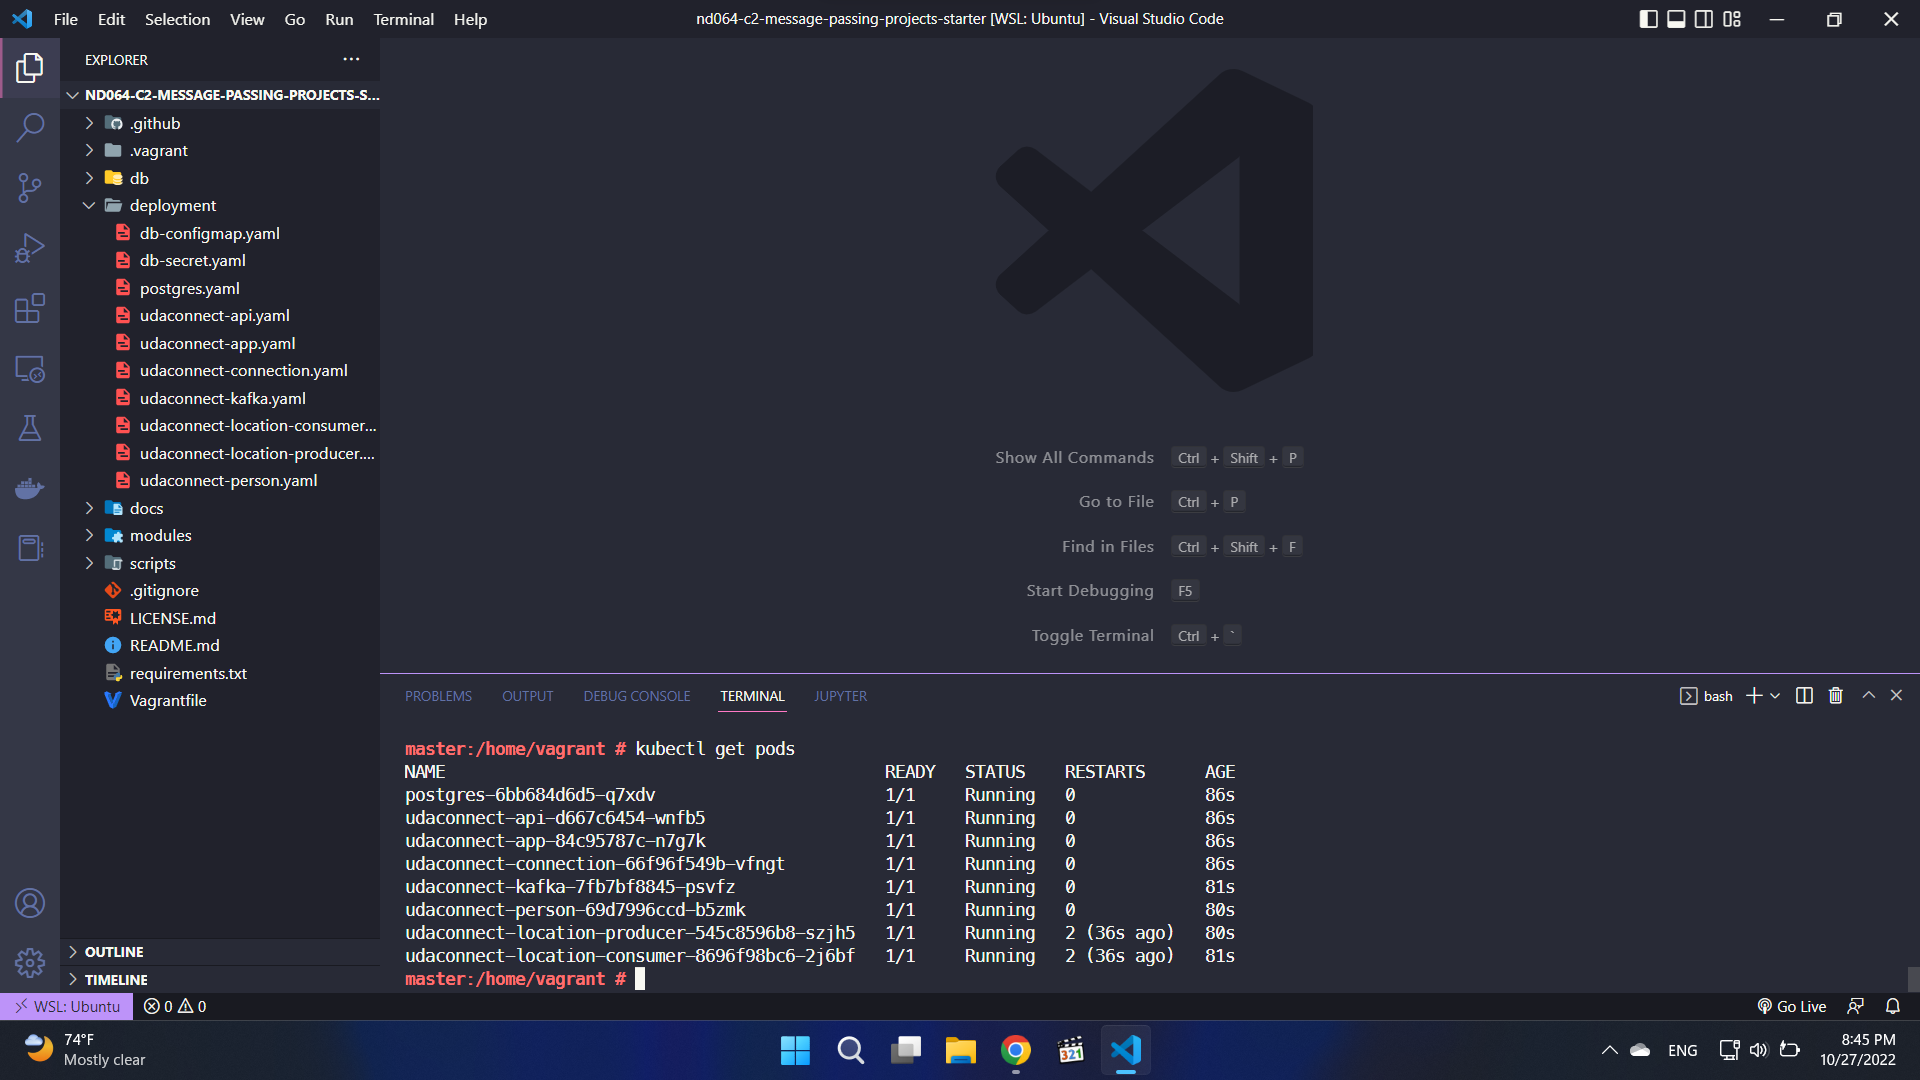 File Edit Selection View Go Run Terminal Help
nd064-c2-message-passing-projects-starter [WSL: Ubuntu] - Visual Studio Code
EXPLORER
ND064-C2-MESSAGE-PASSING-PROJECTS-S...
.github
.vagrant
db
deployment
db-configmap.yaml
db-secret.yaml
postgres.yaml
udaconnect-api.yaml
udaconnect-app.yaml
udaconnect-connection.yaml
udaconnect-kafka.yaml
udaconnect-location-consumer...
udaconnect-location-producer....
udaconnect-person.yaml
docs
modules
scripts
.gitignore
LICENSE.md
README.md
requirements.txt
Vagrantfile
OUTLINE
TIMELINE
Show All Commands Ctrl + Shift + P
Go to File Ctrl + P
Find in Files Ctrl + Shift + F
Start Debugging F5
Toggle Terminal Ctrl + `
PROBLEMS OUTPUT DEBUG CONSOLE TERMINAL JUPYTER
bash
master:/home/vagrant # kubectl get pods
NAME READY STATUS RESTARTS AGE
postgres-6bb684d6d5-q7xdv 1/1 Running 0 86s
udaconnect-api-d667c6454-wnfb5 1/1 Running 0 86s
udaconnect-app-84c95787c-n7g7k 1/1 Running 0 86s
udaconnect-connection-66f96f549b-vfngt 1/1 Running 0 86s
udaconnect-kafka-7fb7bf8845-psvfz 1/1 Running 0 81s
udaconnect-person-69d7996ccd-b5zmk 1/1 Running 0 80s
udaconnect-location-producer-545c8596b8-szjh5 1/1 Running 2 (36s ago) 80s
udaconnect-location-consumer-8696f98bc6-2j6bf 1/1 Running 2 (36s ago) 81s
master:/home/vagrant #
WSL: Ubuntu 0 0
Go Live
74°F
Mostly clear
321
ENG
8:45 PM
10/27/2022